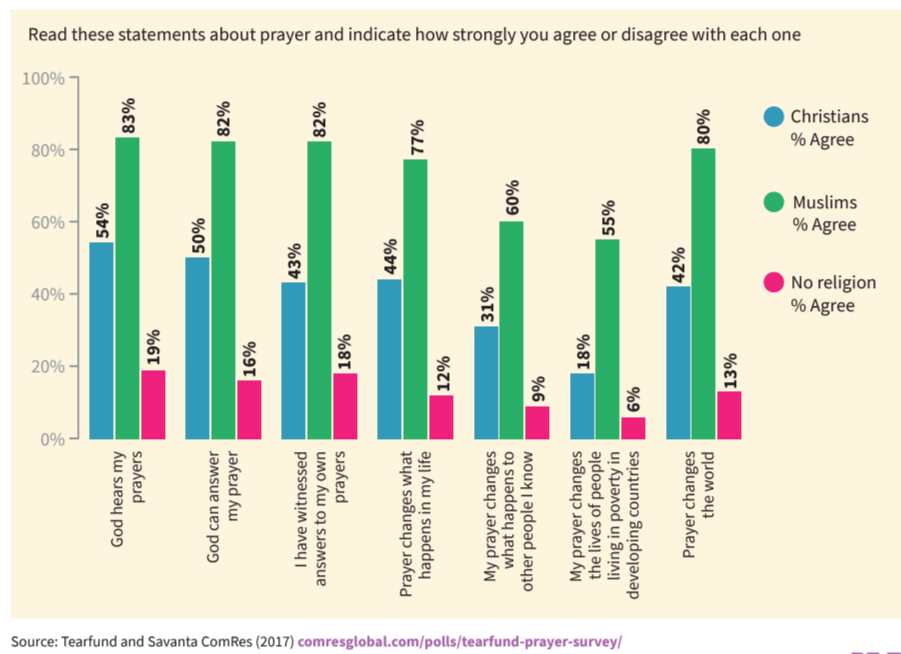 Read these statements about prayer and indicate how strongly you agree or disagree with each one
100%
80%
60%
40%
20%
0%
54%
83%
19%
50%
82%
16%
43%
82%
18%
44%
77%
12%
31%
60%
9%
18%
55%
6%
42%
80%
13%
God hears my
prayers
God can answer
my prayer
I have witnessed
answers to my own
prayers
Prayer changes what
happens in my life
My prayer changes
what happens to
other people I know
My prayer changes
the lives of people
living in poverty in
developing countries
Prayer changes
the world
Christians
% Agree
Muslims
% Agree
No religion
% Agree
Source: Tearfund and Savanta ComRes (2017) comresglobal.com/polls/tearfund-prayer-survey/